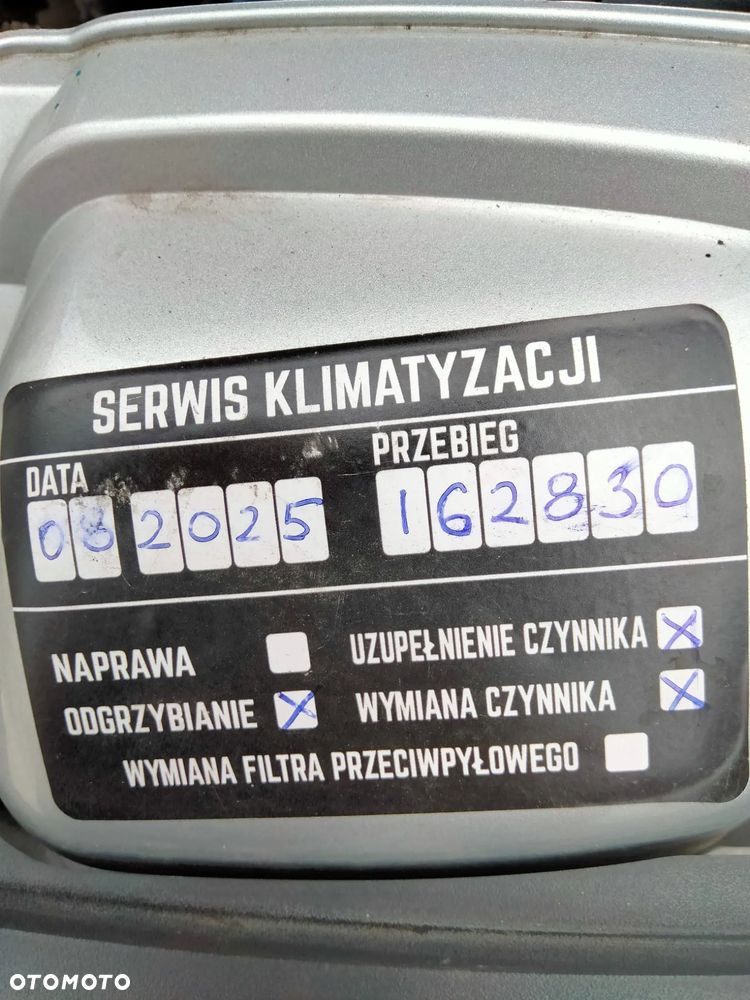 SERWIS KLIMATYZACJI
DATA PRZEBIEG
08 2025 162830
NAPRAWA UZUPEŁNIENIE CZYNNIKA X
ODGRZYBIANIE X WYMIANA CZYNNIKA X
WYMIANA FILTRA PRZECIWPYŁOWEGO
OTOMOTO